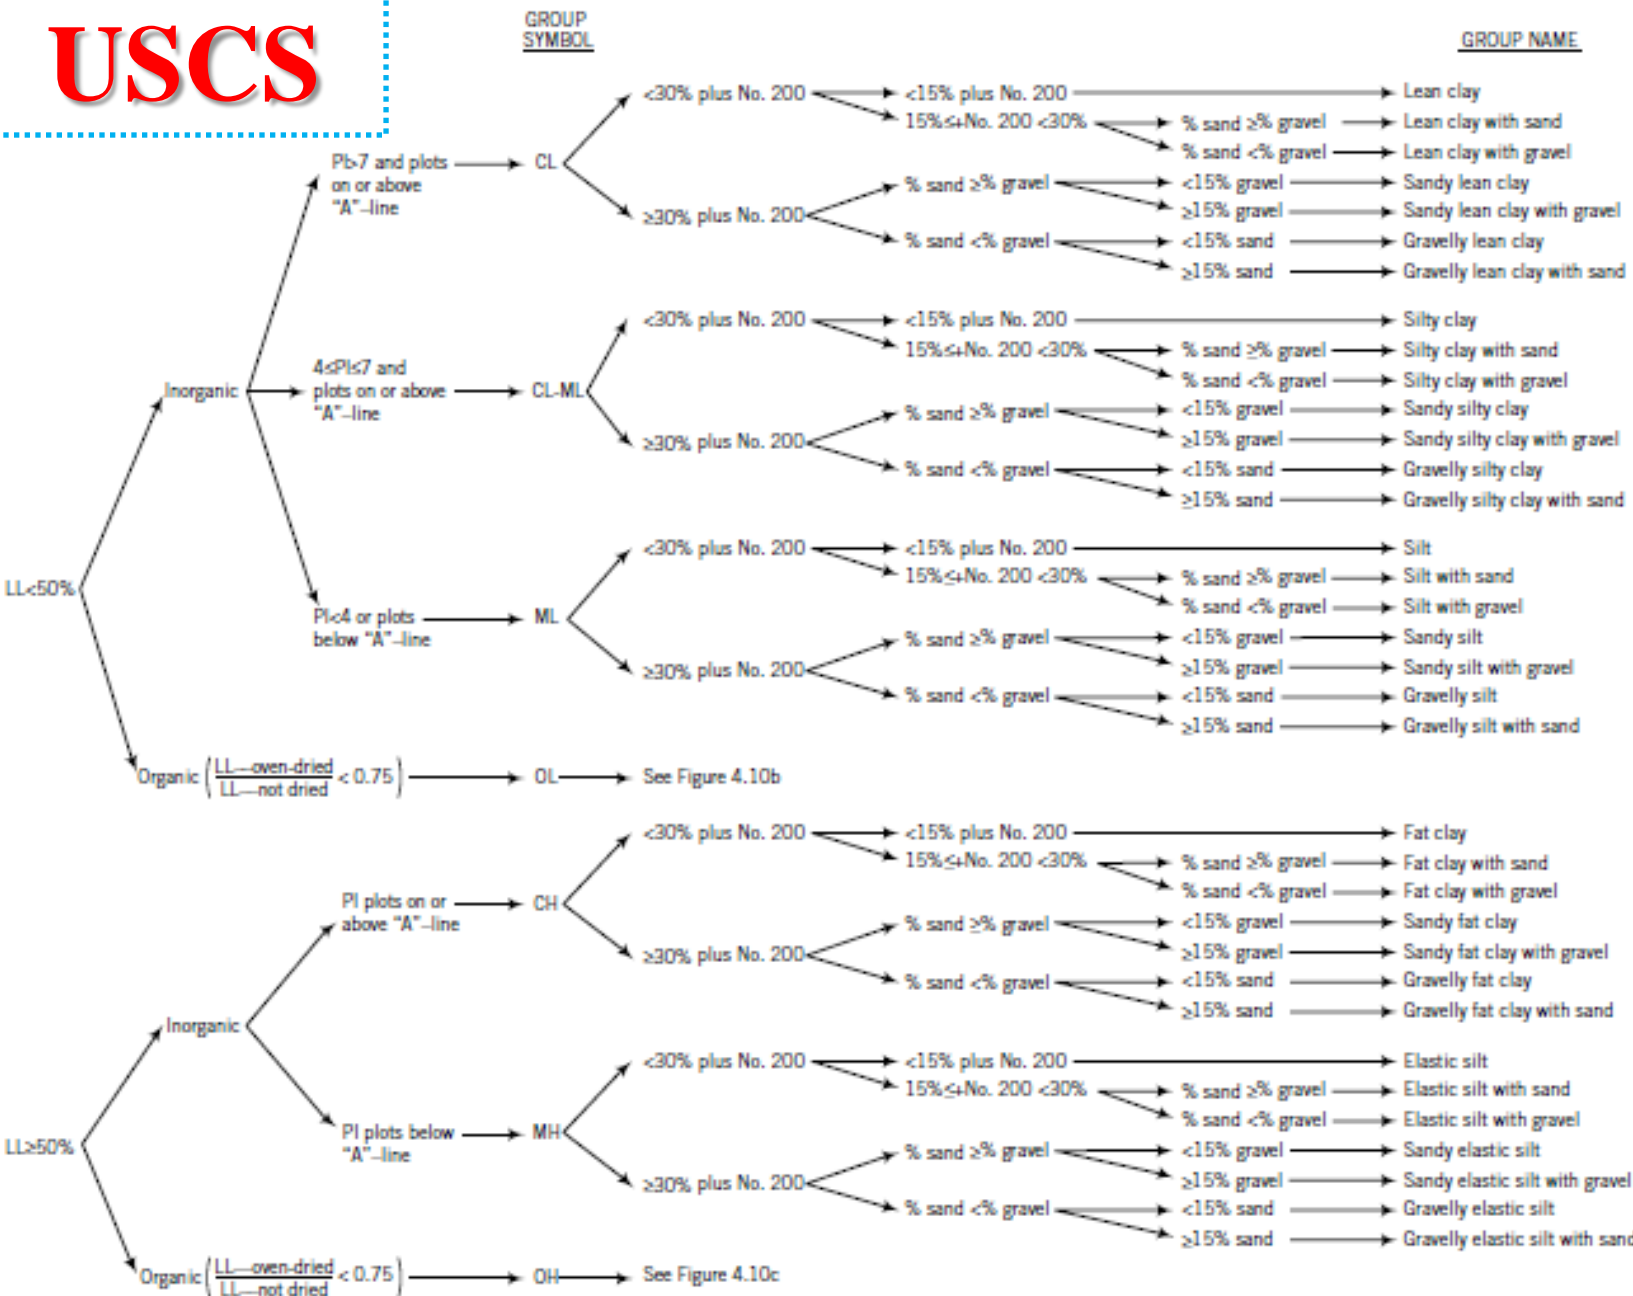 USCS
GROUP
SYMBOL
GROUP NAME
<30% plus No. 200
<15% plus No. 200
Lean clay
15%≤+No. 200 <30%
% sand ≥% gravel
Lean clay with sand
% sand <% gravel
Lean clay with gravel
PI>7 and plots
on or above
"A"–line
CL
≥30% plus No. 200
% sand ≥% gravel
<15% gravel
Sandy lean clay
≥15% gravel
Sandy lean clay with gravel
% sand <% gravel
<15% sand
Gravelly lean clay
≥15% sand
Gravelly lean clay with sand
<30% plus No. 200
<15% plus No. 200
Silty clay
15%≤+No. 200 <30%
% sand ≥% gravel
Silty clay with sand
% sand <% gravel
Silty clay with gravel
Inorganic
4≤PI≤7 and
plots on or above
"A"–line
CL-ML
≥30% plus No. 200
% sand ≥% gravel
<15% gravel
Sandy silty clay
≥15% gravel
Sandy silty clay with gravel
% sand <% gravel
<15% sand
Gravelly silty clay
≥15% sand
Gravelly silty clay with sand
<30% plus No. 200
<15% plus No. 200
Silt
15%≤+No. 200 <30%
% sand ≥% gravel
Silt with sand
% sand <% gravel
Silt with gravel
LL<50%
PI<4 or plots
below "A"–line
ML
≥30% plus No. 200
% sand ≥% gravel
<15% gravel
Sandy silt
≥15% gravel
Sandy silt with gravel
% sand <% gravel
<15% sand
Gravelly silt
≥15% sand
Gravelly silt with sand
Organic (LL—oven-dried / LL—not dried < 0.75)
OL
See Figure 4.10b
<30% plus No. 200
<15% plus No. 200
Fat clay
15%≤+No. 200 <30%
% sand ≥% gravel
Fat clay with sand
% sand <% gravel
Fat clay with gravel
PI plots on or
above "A"–line
CH
≥30% plus No. 200
% sand ≥% gravel
<15% gravel
Sandy fat clay
≥15% gravel
Sandy fat clay with gravel
% sand <% gravel
<15% sand
Gravelly fat clay
≥15% sand
Gravelly fat clay with sand
Inorganic
<30% plus No. 200
<15% plus No. 200
Elastic silt
15%≤+No. 200 <30%
% sand ≥% gravel
Elastic silt with sand
% sand <% gravel
Elastic silt with gravel
LL≥50%
PI plots below
"A"–line
MH
≥30% plus No. 200
% sand ≥% gravel
<15% gravel
Sandy elastic silt
≥15% gravel
Sandy elastic silt with gravel
% sand <% gravel
<15% sand
Gravelly elastic silt
≥15% sand
Gravelly elastic silt with sand
Organic (LL—oven-dried / LL—not dried < 0.75)
OH
See Figure 4.10c